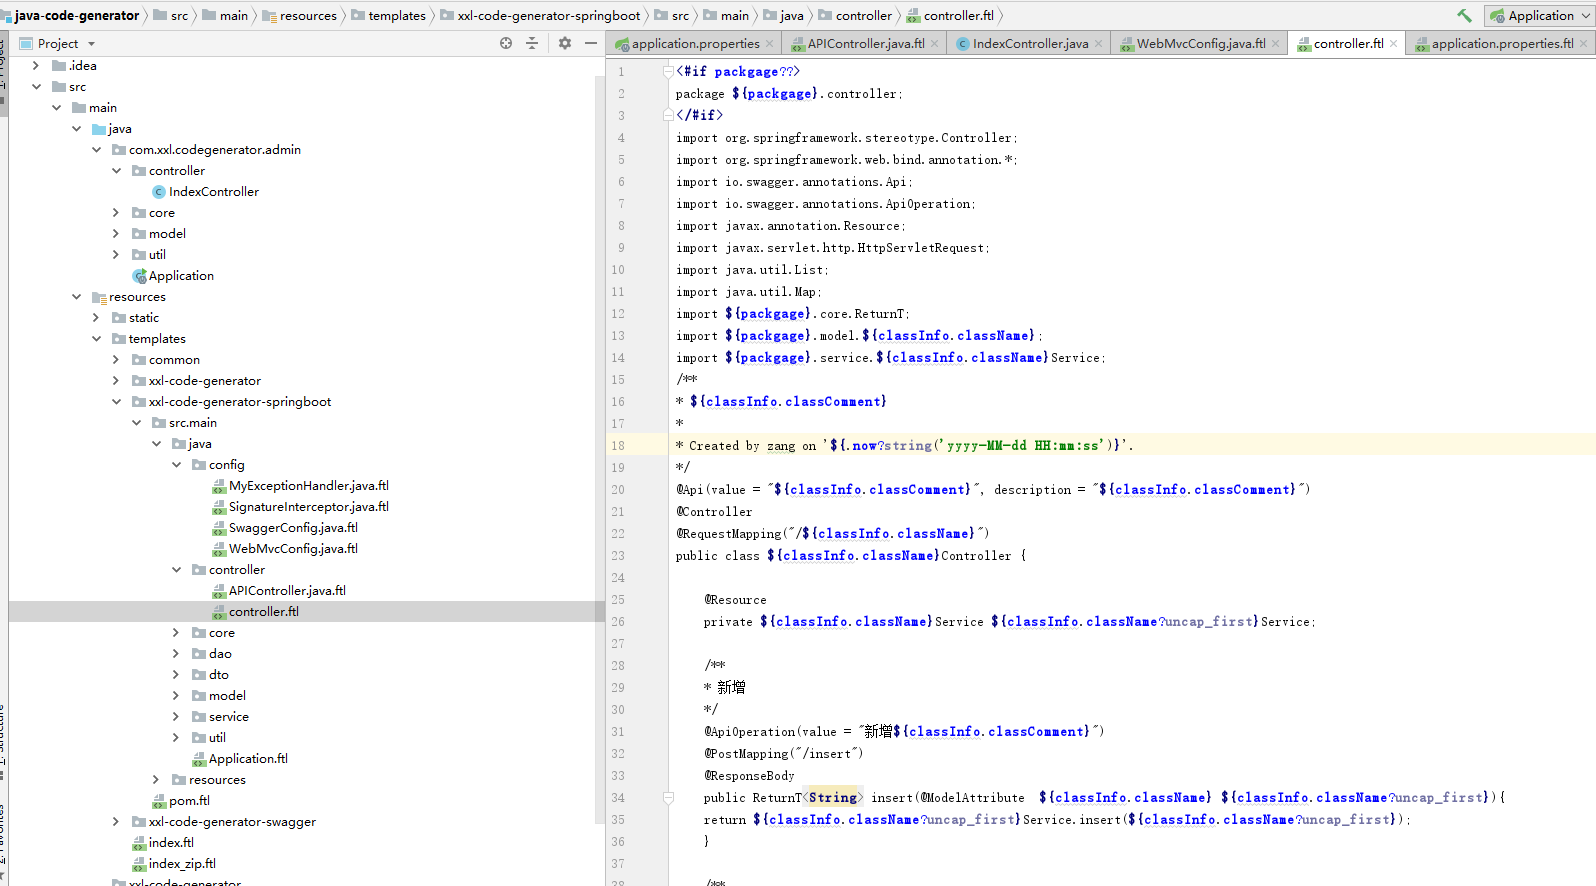 java-code-generator src main resources templates xxl-code-generator-springboot src main java controller controller.ftl Application
Project
application.properties APIController.java.ftl IndexController.java WebMvcConfig.java.ftl controller.ftl application.properties.ftl
.idea
src
main
java
com.xxl.codegenerator.admin
controller
IndexController
core
model
util
Application
resources
static
templates
common
xxl-code-generator
xxl-code-generator-springboot
src.main
java
config
MyExceptionHandler.java.ftl
SignatureInterceptor.java.ftl
SwaggerConfig.java.ftl
WebMvcConfig.java.ftl
controller
APIController.java.ftl
controller.ftl
core
dao
dto
model
service
util
Application.ftl
resources
pom.ftl
xxl-code-generator-swagger
index.ftl
index_zip.ftl
xxl-code-generator
1 <#if packgage??>
2 package ${packgage}.controller;
3 </#if>
4 import org.springframework.stereotype.Controller;
5 import org.springframework.web.bind.annotation.*;
6 import io.swagger.annotations.Api;
7 import io.swagger.annotations.ApiOperation;
8 import javax.annotation.Resource;
9 import javax.servlet.http.HttpServletRequest;
10 import java.util.List;
11 import java.util.Map;
12 import ${packgage}.core.ReturnT;
13 import ${packgage}.model.${classInfo.className};
14 import ${packgage}.service.${classInfo.className}Service;
15 /**
16 * ${classInfo.classComment}
17 *
18 * Created by zang on '${.now?string('yyyy-MM-dd HH:mm:ss')}'.
19 */
20 @Api(value = "${classInfo.classComment}", description = "${classInfo.classComment}")
21 @Controller
22 @RequestMapping("/${classInfo.className}")
23 public class ${classInfo.className}Controller {
24
25 @Resource
26 private ${classInfo.className}Service ${classInfo.className?uncap_first}Service;
27
28 /**
29 * 新增
30 */
31 @ApiOperation(value = "新增${classInfo.classComment}")
32 @PostMapping("/insert")
33 @ResponseBody
34 public ReturnT<String> insert(@ModelAttribute ${classInfo.className} ${classInfo.className?uncap_first}){
35 return ${classInfo.className?uncap_first}Service.insert(${classInfo.className?uncap_first});
36 }
37
38 /**